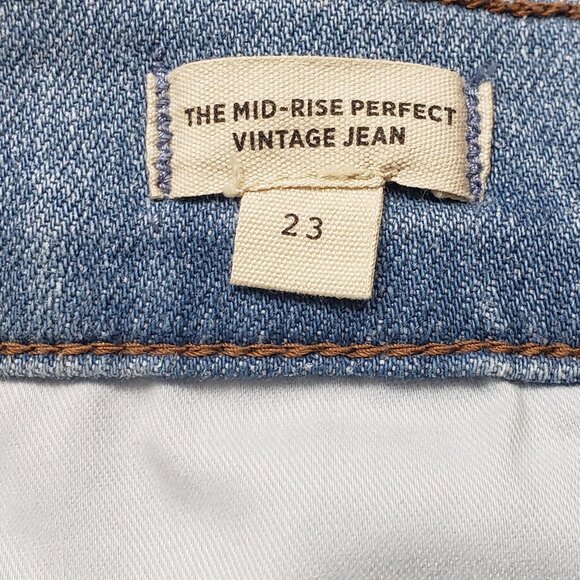 THE MID-RISE PERFECT
VINTAGE JEAN
23